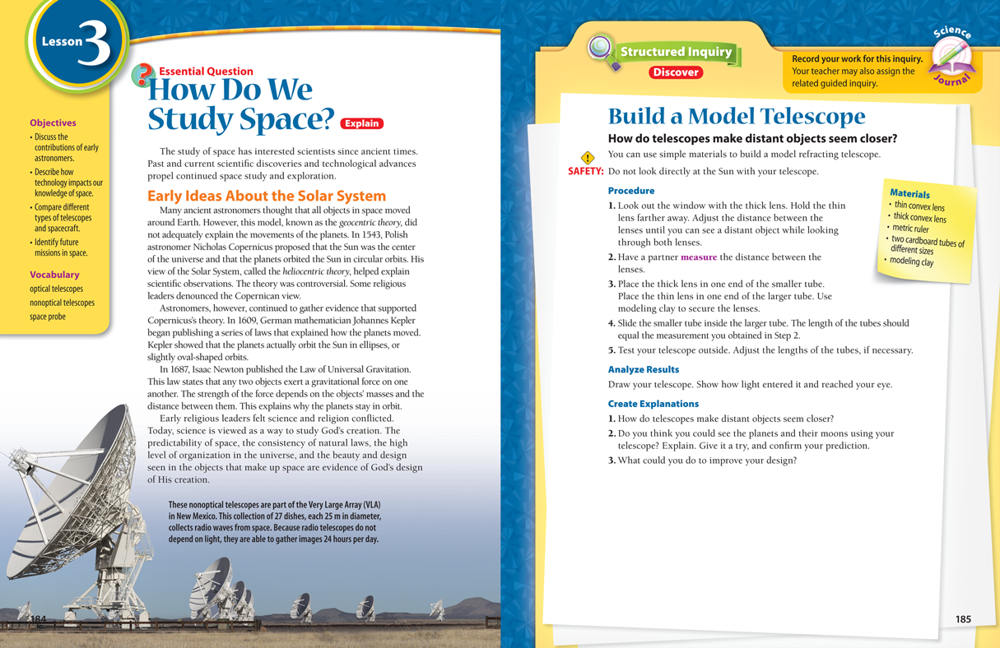 Lesson 3
Objectives
• Discuss the
contributions of early
astronomers.
• Describe how
technology impacts our
knowledge of space.
• Compare different
types of telescopes
and spacecraft.
• Identify future
missions in space.
Vocabulary
optical telescopes
nonoptical telescopes
space probe
?
Essential Question
How Do We
Study Space? Explain
The study of space has interested scientists since ancient times.
Past and current scientific discoveries and technological advances
propel continued space study and exploration.
Early Ideas About the Solar System
Many ancient astronomers thought that all objects in space moved
around Earth. However, this model, known as the geocentric theory, did
not adequately explain the movements of the planets. In 1543, Polish
astronomer Nicholas Copernicus proposed that the Sun was the center
of the universe and that the planets orbited the Sun in circular orbits. His
view of the Solar System, called the heliocentric theory, helped explain
scientific observations. The theory was controversial. Some religious
leaders denounced the Copernican view.
Astronomers, however, continued to gather evidence that supported
Copernicus's theory. In 1609, German mathematician Johannes Kepler
began publishing a series of laws that explained how the planets moved.
Kepler showed that the planets actually orbit the Sun in ellipses, or
slightly oval-shaped orbits.
In 1687, Isaac Newton published the Law of Universal Gravitation.
This law states that any two objects exert a gravitational force on one
another. The strength of the force depends on the objects' masses and the
distance between them. This explains why the planets stay in orbit.
Early religious leaders felt science and religion conflicted.
Today, science is viewed as a way to study God's creation. The
predictability of space, the consistency of natural laws, the high
level of organization in the universe, and the beauty and design
seen in the objects that make up space are evidence of God's design
of His creation.
These nonoptical telescopes are part of the Very Large Array (VLA)
in New Mexico. This collection of 27 dishes, each 25 m in diameter,
collects radio waves from space. Because radio telescopes do not
depend on light, they are able to gather images 24 hours per day.
184
Structured Inquiry
Discover
Record your work for this inquiry.
Your teacher may also assign the
related guided inquiry.
Science
Journal
Build a Model Telescope
How do telescopes make distant objects seem closer?
You can use simple materials to build a model refracting telescope.
!
SAFETY: Do not look directly at the Sun with your telescope.
Procedure
1. Look out the window with the thick lens. Hold the thin
lens farther away. Adjust the distance between the
lenses until you can see a distant object while looking
through both lenses.
2. Have a partner measure the distance between the
lenses.
3. Place the thick lens in one end of the smaller tube.
Place the thin lens in one end of the larger tube. Use
modeling clay to secure the lenses.
4. Slide the smaller tube inside the larger tube. The length of the tubes should
equal the measurement you obtained in Step 2.
5. Test your telescope outside. Adjust the lengths of the tubes, if necessary.
Materials
• thin convex lens
• thick convex lens
• metric ruler
• two cardboard tubes of
different sizes
• modeling clay
Analyze Results
Draw your telescope. Show how light entered it and reached your eye.
Create Explanations
1. How do telescopes make distant objects seem closer?
2. Do you think you could see the planets and their moons using your
telescope? Explain. Give it a try, and confirm your prediction.
3. What could you do to improve your design?
185